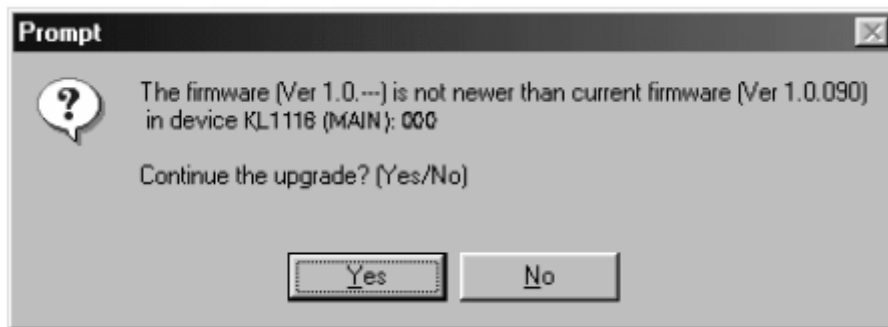 Prompt
?
The firmware (Ver 1.0.---) is not newer than current firmware (Ver 1.0.090)
in device KL1116 (MAIN): 000
Continue the upgrade? (Yes/No)
Yes
No